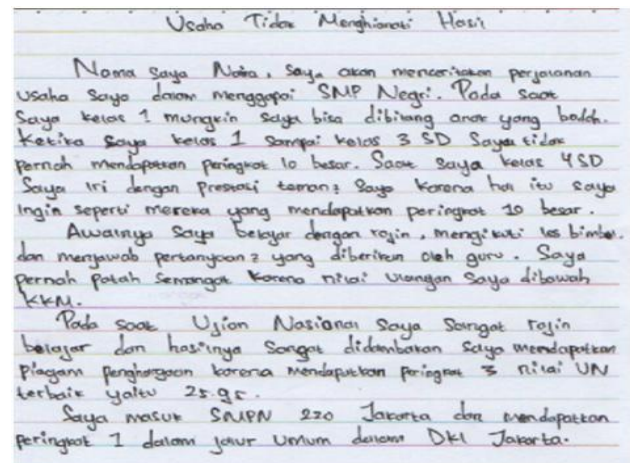 Usaha Tidak Menghianati Hasil
Nama saya Naira, saya akan menceritakan perjalanan
usaha saya dalam menggapai SMP Negri. Pada saat
saya kelas 1 mungkin saya bisa dibilang anak yang bodoh.
Ketika saya kelas 1 sampai kelas 3 SD Saya tidak
pernah mendapatkan peringkat 10 besar. Saat saya kelas 4 SD
Saya iri dengan prestasi teman2 saya karena hal itu saya
ingin seperti mereka yang mendapatkan peringkat 10 besar.
Awalnya saya belajar dengan rajin, mengikuti les bimbel.
dan menjawab pertanyaan2 yang diberikan oleh guru. Saya
pernah patah semangat karena nilai ulangan saya dibawah
KKM.
Pada saat Ujian Nasional saya sangat rajin
belajar dan hasilnya sangat didambakan saya mendapatkan
piagam penghargaan karena mendapatkan peringkat 3 nilai UN
terbaik yaitu 25.95.
Saya masuk SMPN 220 Jakarta dan mendapatkan
peringkat 1 dalam jalur umum dalam DKI Jakarta.